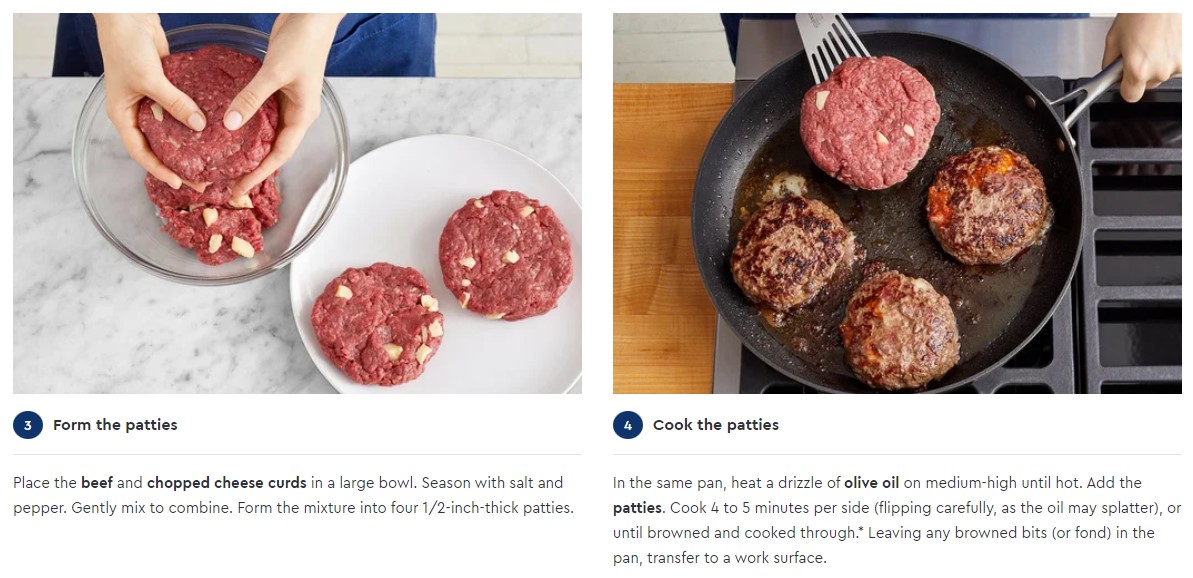 3 Form the patties
Place the beef and chopped cheese curds in a large bowl. Season with salt and
pepper. Gently mix to combine. Form the mixture into four 1/2-inch-thick patties.
4 Cook the patties
In the same pan, heat a drizzle of olive oil on medium-high until hot. Add the
patties. Cook 4 to 5 minutes per side (flipping carefully, as the oil may splatter), or
until browned and cooked through.* Leaving any browned bits (or fond) in the
pan, transfer to a work surface.